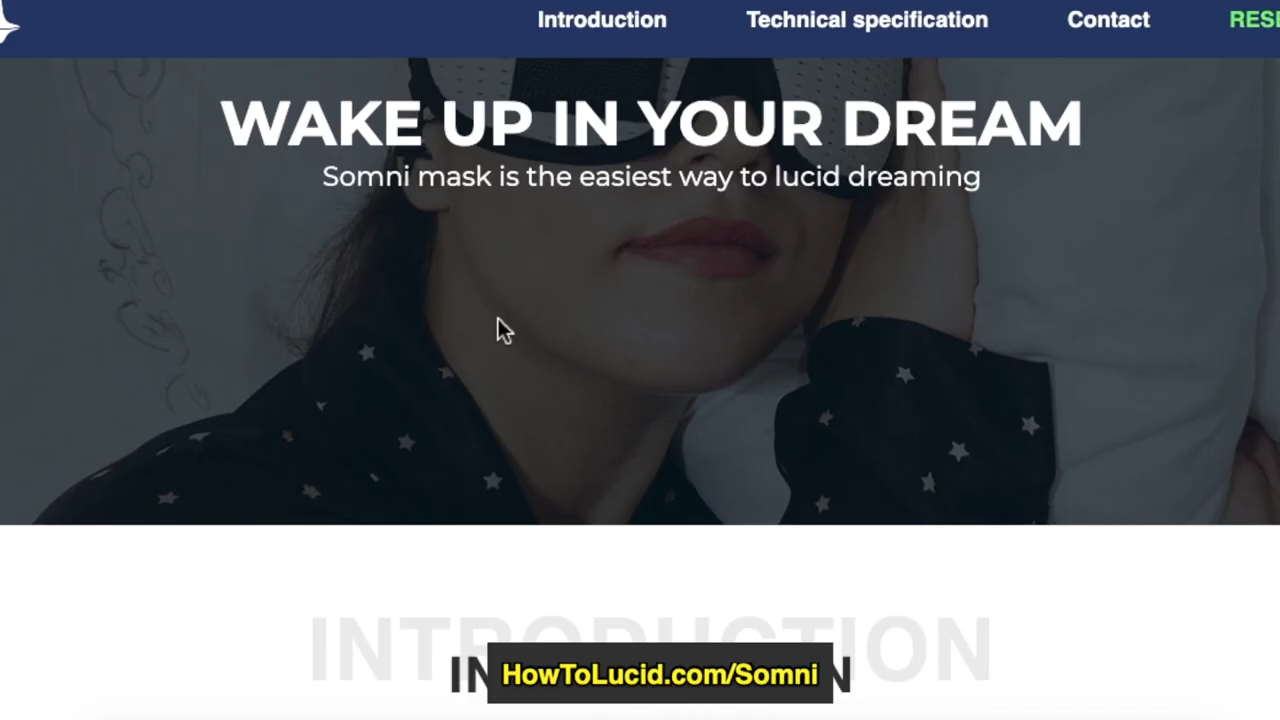 Introduction Technical specification Contact
WAKE UP IN YOUR DREAM
Somni mask is the easiest way to lucid dreaming
INTRODUCTION
HowToLucid.com/Somni